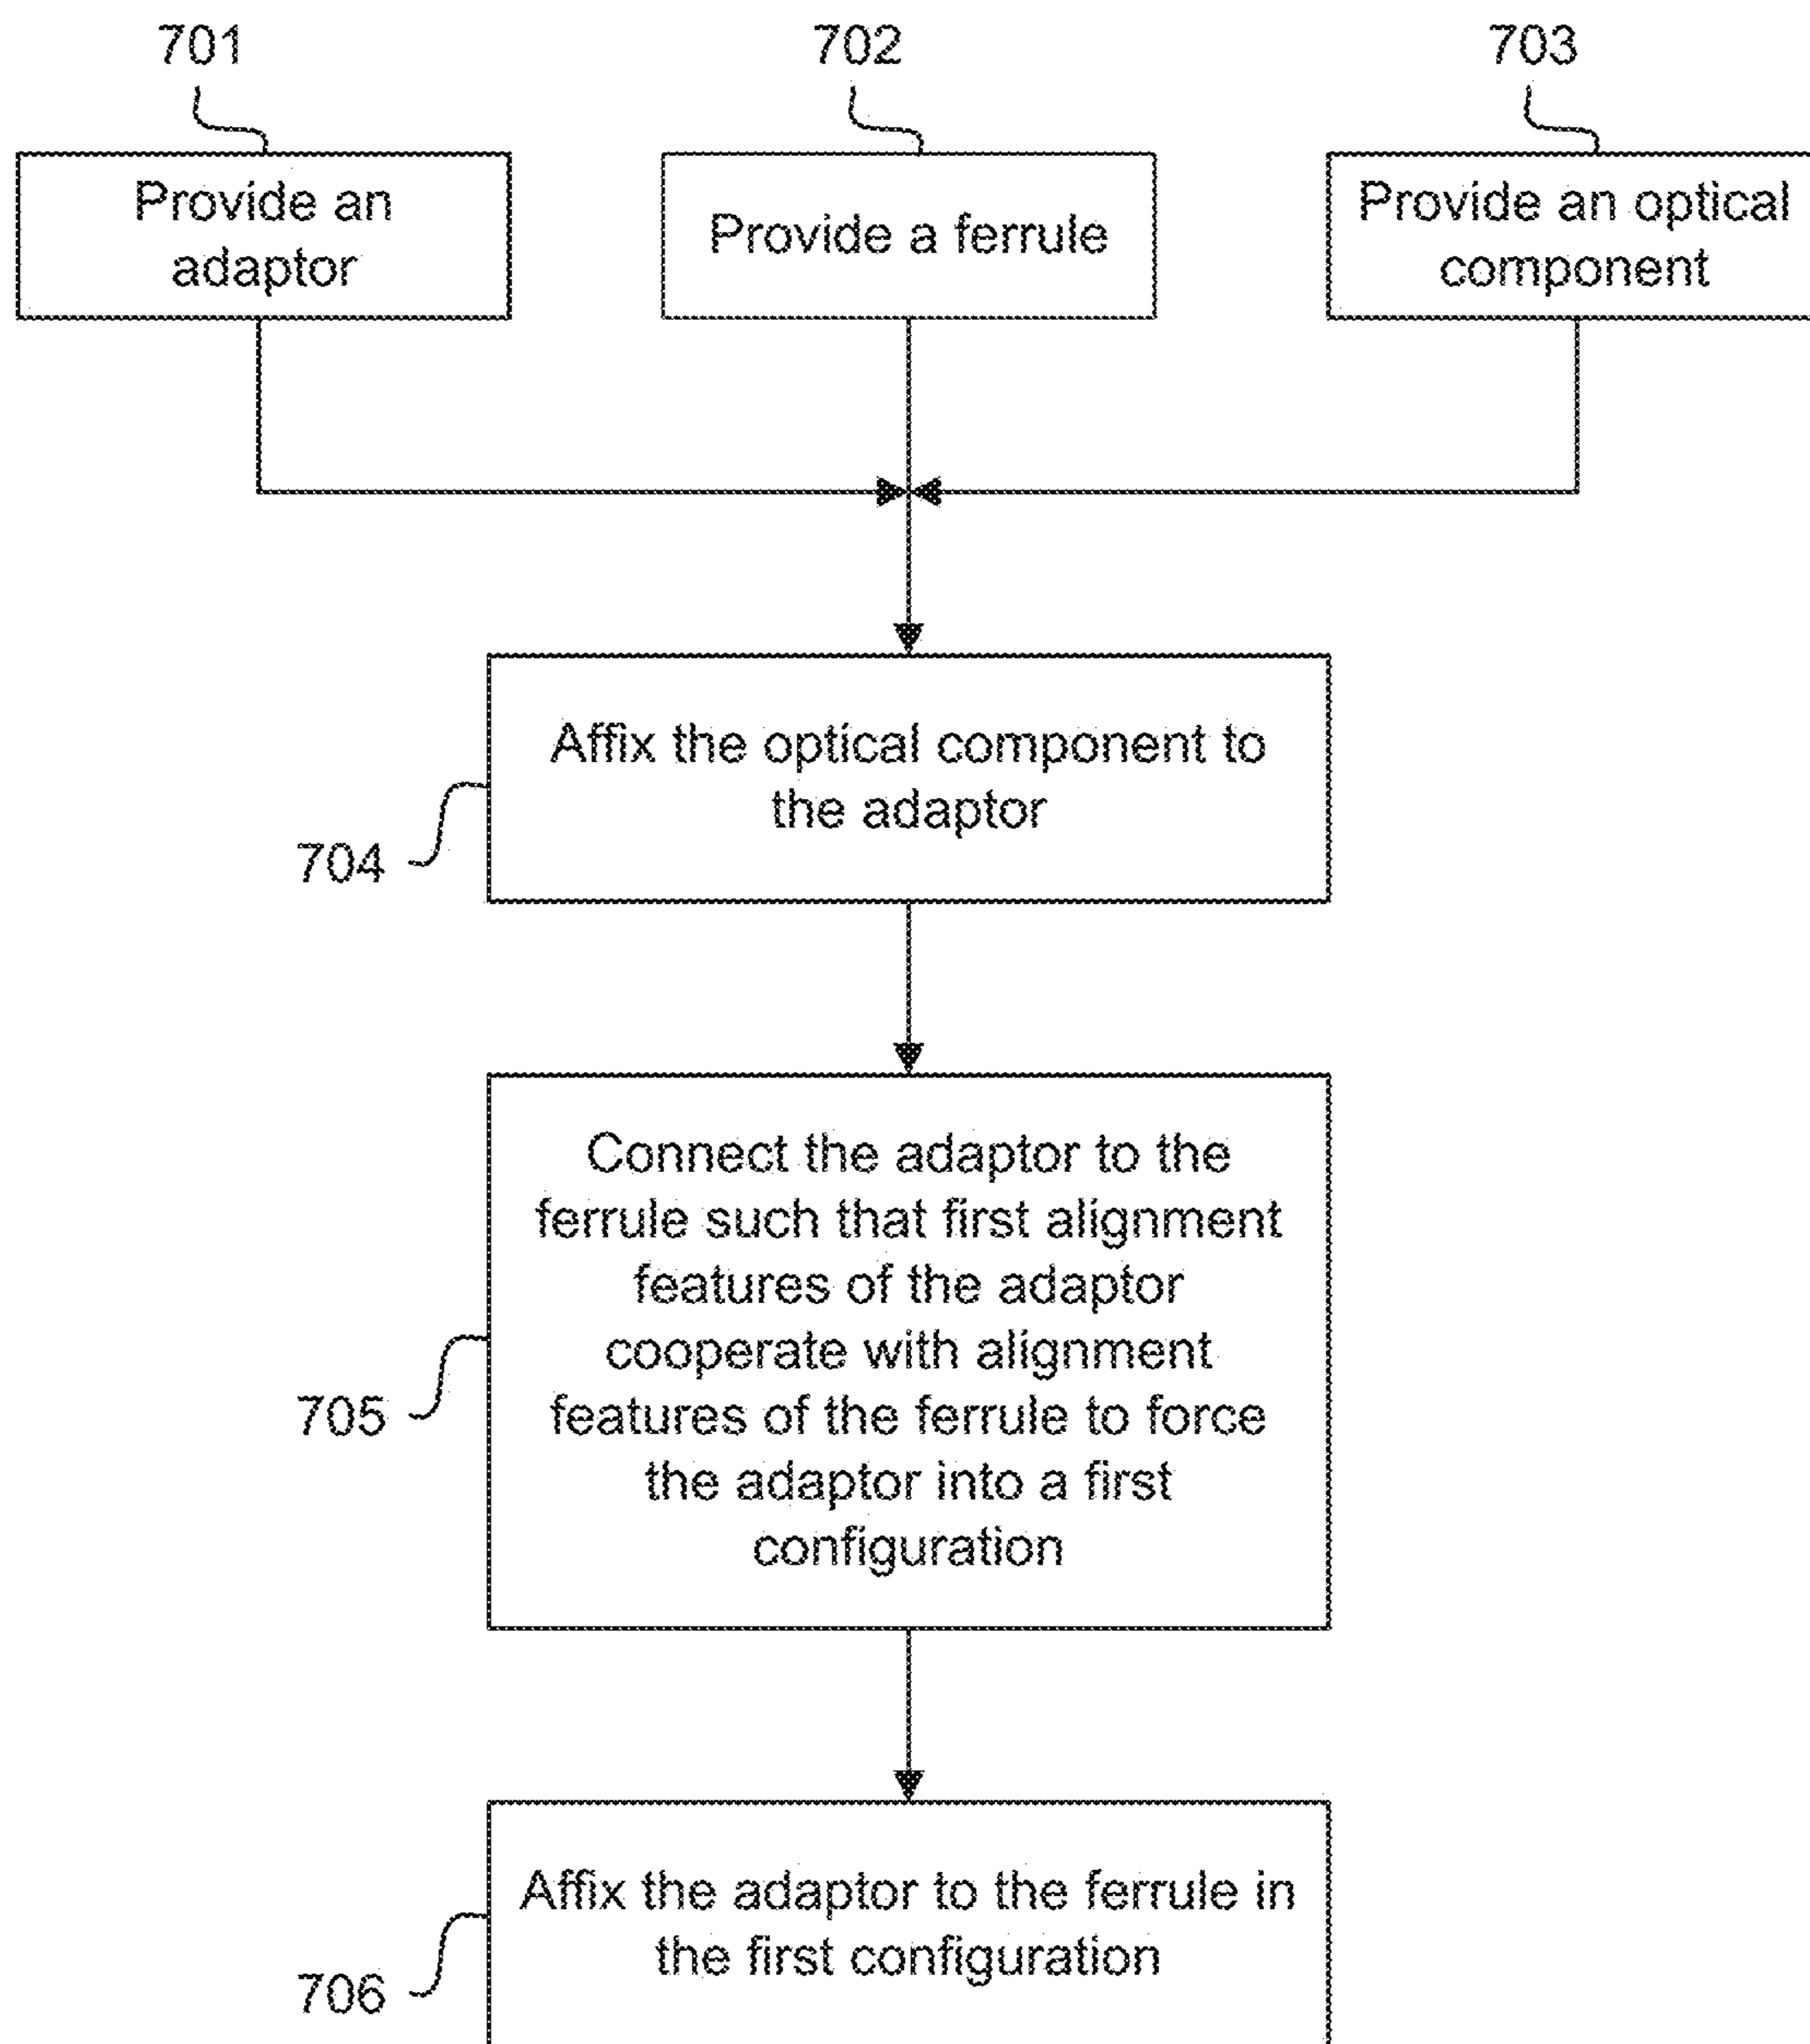 701
702
703
Provide an
adaptor
Provide a ferrule
Provide an optical
component
Affix the optical component to
the adaptor
704
Connect the adaptor to the
ferrule such that first alignment
features of the adaptor
cooperate with alignment
features of the ferrule to force
the adaptor into a first
configuration
705
Affix the adaptor to the ferrule in
the first configuration
706